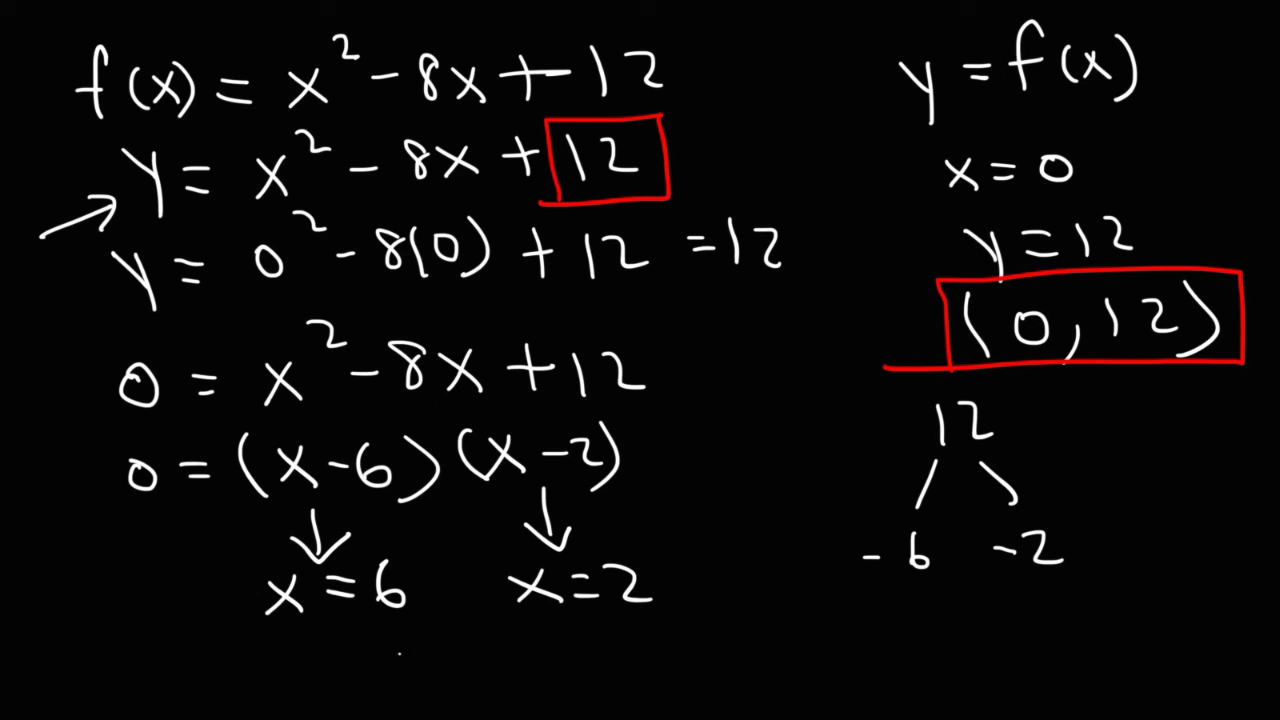 f(x) = x² - 8x + 12
y = x² - 8x + 12
y = 0² - 8(0) + 12 = 12
0 = x² - 8x + 12
0 = (x - 6)(x - 2)
x = 6 x = 2
y = f(x)
x = 0
y = 12
(0, 12)
12
- 6 - 2